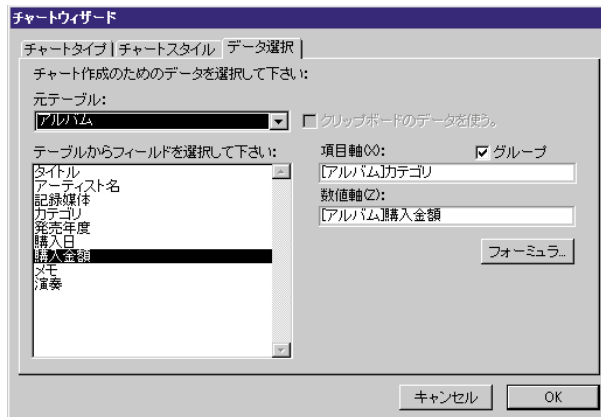 チャートウィザード
チャートタイプ チャートスタイル データ選択
チャート作成のためのデータを選択して下さい:
元テーブル:
アルバム
クリップボードのデータを使う。
テーブルからフィールドを選択して下さい:
タイトル
アーティスト名
記録媒体
カテゴリ
発売年度
購入日
購入金額
メモ
演奏
項目軸(X): グループ
[アルバム]カテゴリ
数値軸(Z):
[アルバム]購入金額
フォーミュラ...
キャンセル OK